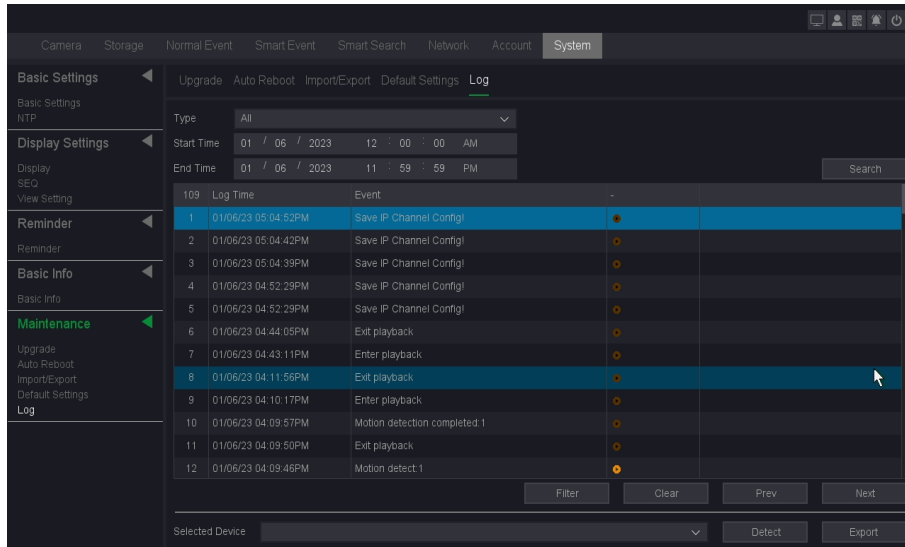 Camera Storage Normal Event Smart Event Smart Search Network Account System
Basic Settings
Basic Settings
NTP
Display Settings
Display
SEQ
View Setting
Reminder
Reminder
Basic Info
Basic Info
Maintenance
Upgrade
Auto Reboot
Import/Export
Default Settings
Log
Upgrade Auto Reboot Import/Export Default Settings Log
Type All
Start Time 01 / 06 / 2023 12 : 00 : 00 AM
End Time 01 / 06 / 2023 11 : 59 : 59 PM
Search
109 Log Time Event -
1 01/06/23 05:04:52PM Save IP Channel Config!
2 01/06/23 05:04:42PM Save IP Channel Config!
3 01/06/23 05:04:39PM Save IP Channel Config!
4 01/06/23 04:52:29PM Save IP Channel Config!
5 01/06/23 04:52:29PM Save IP Channel Config!
6 01/06/23 04:44:05PM Exit playback
7 01/06/23 04:43:11PM Enter playback
8 01/06/23 04:11:56PM Exit playback
9 01/06/23 04:10:17PM Enter playback
10 01/06/23 04:09:57PM Motion detection completed:1
11 01/06/23 04:09:50PM Exit playback
12 01/06/23 04:09:46PM Motion detect:1
Filter Clear Prev Next
Selected Device Detect Export